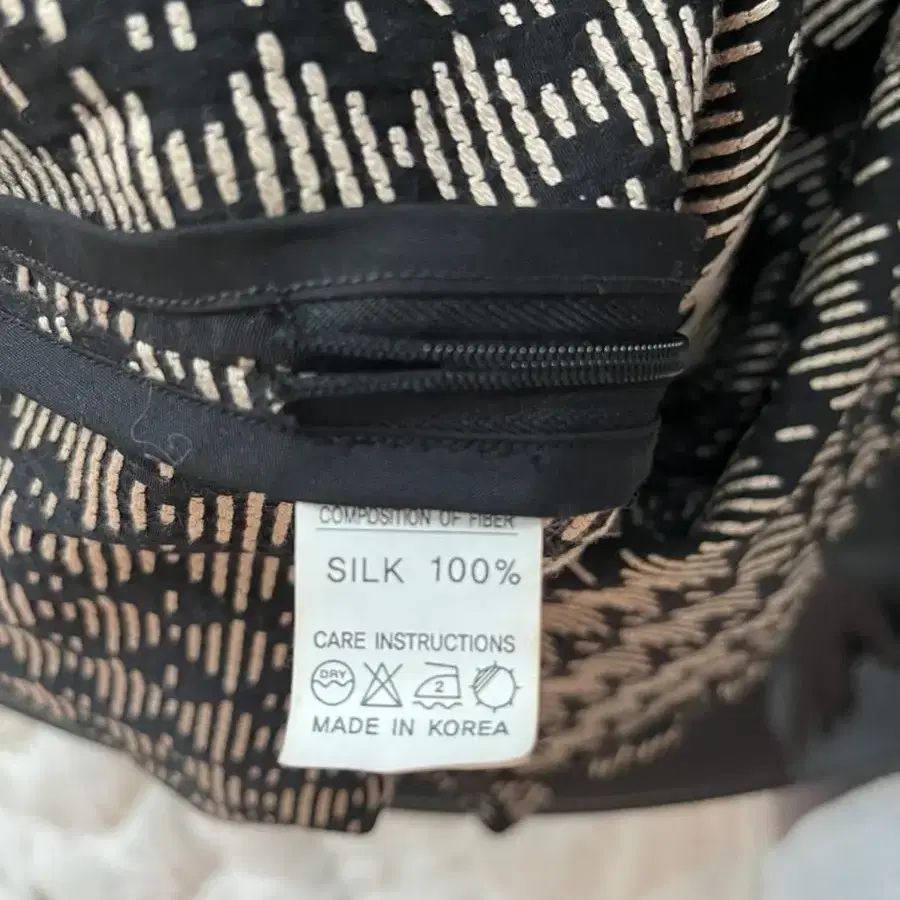 COMPOSITION OF FIBER
SILK 100%
CARE INSTRUCTIONS
DRY 2
MADE IN KOREA